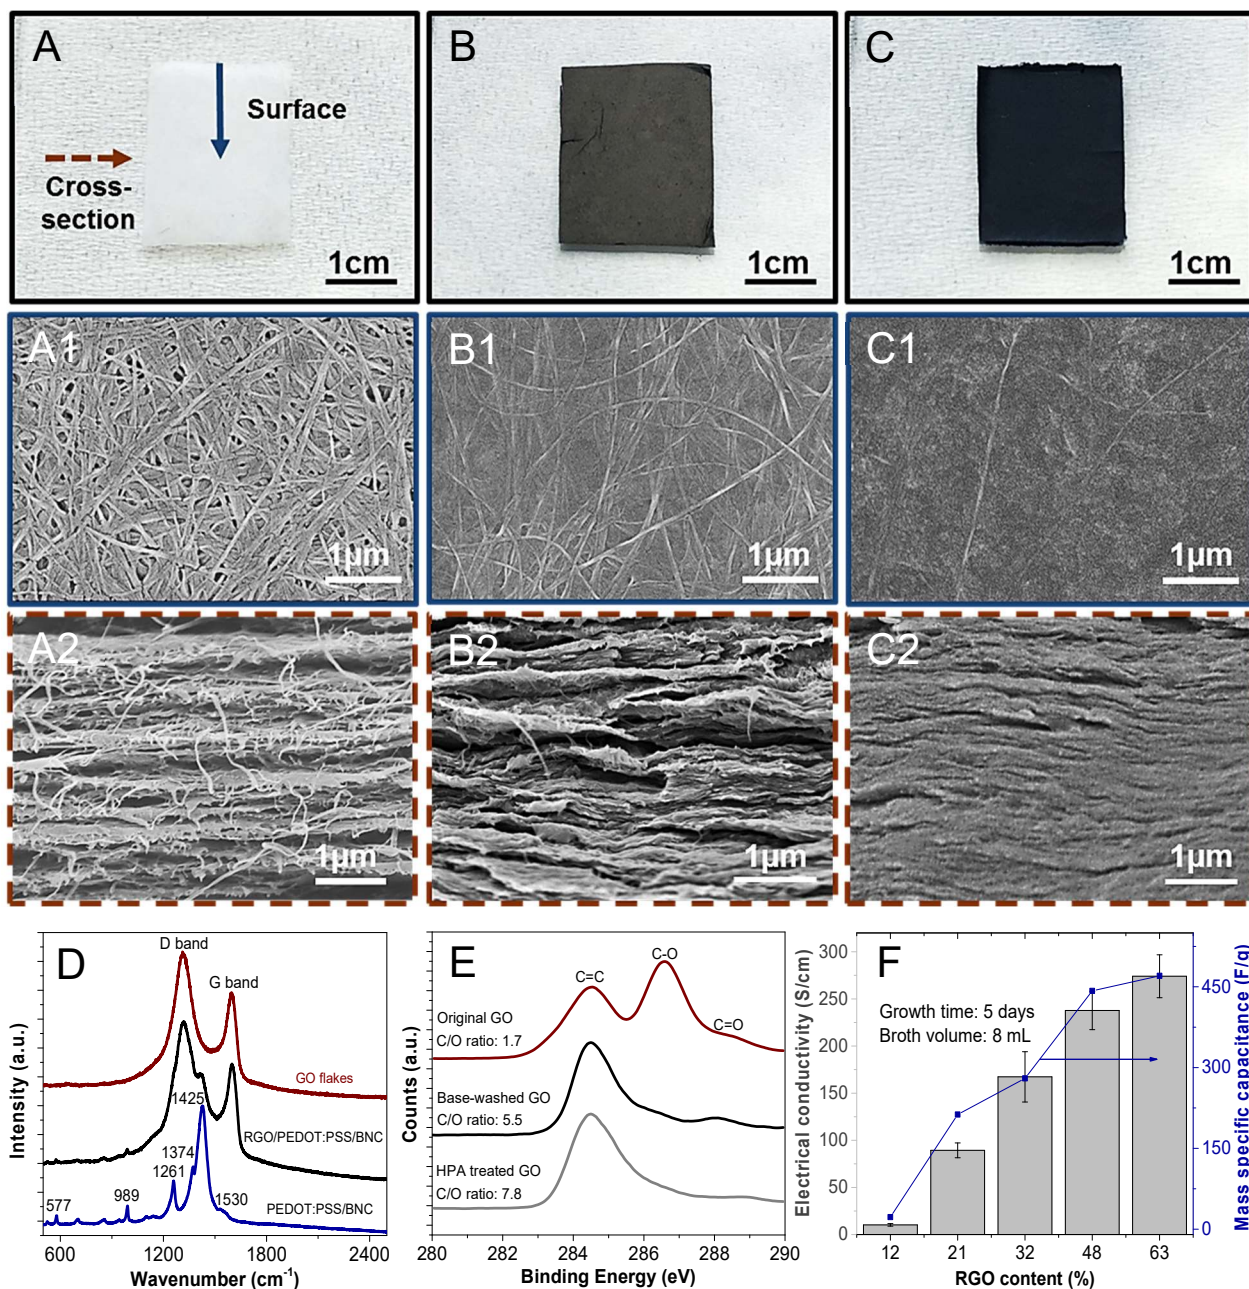 A
Surface
Cross-
section
1cm
B
1cm
C
1cm
A1
1μm
B1
1μm
C1
1μm
A2
1μm
B2
1μm
C2
1μm
D
D band
G band
GO flakes
1425
RGO/PEDOT:PSS/BNC
1374
1261
1530
989
577
PEDOT:PSS/BNC
Intensity (a.u.)
600
1200
1800
2400
Wavenumber (cm⁻¹)
E
C=C
C-O
C=O
Original GO
C/O ratio: 1.7
Base-washed GO
C/O ratio: 5.5
HPA treated GO
C/O ratio: 7.8
Counts (a.u.)
280
282
284
286
288
290
Binding Energy (eV)
F
Growth time: 5 days
Broth volume: 8 mL
Electrical conductivity (S/cm)
300
250
200
150
100
50
0
Mass specific capacitance (F/g)
450
300
150
0
12
21
32
48
63
RGO content (%)